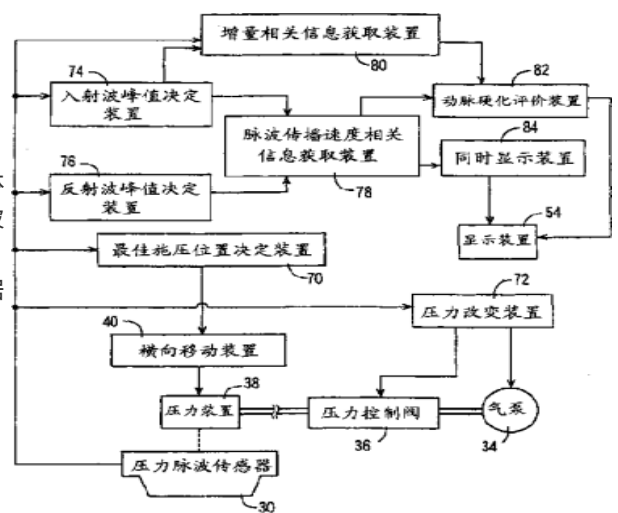 增量相关信息获取装置
80
74
入射波峰值决定
装置
82
动脉硬化评价装置
脉波传播速度相关
信息获取装置
78
84
同时显示装置
76
反射波峰值决定
装置
54
显示装置
最佳施压位置决定装置
70
72
压力改变装置
40
横向移动装置
38
压力装置
压力控制阀
36
气泵
34
压力脉波传感器
30